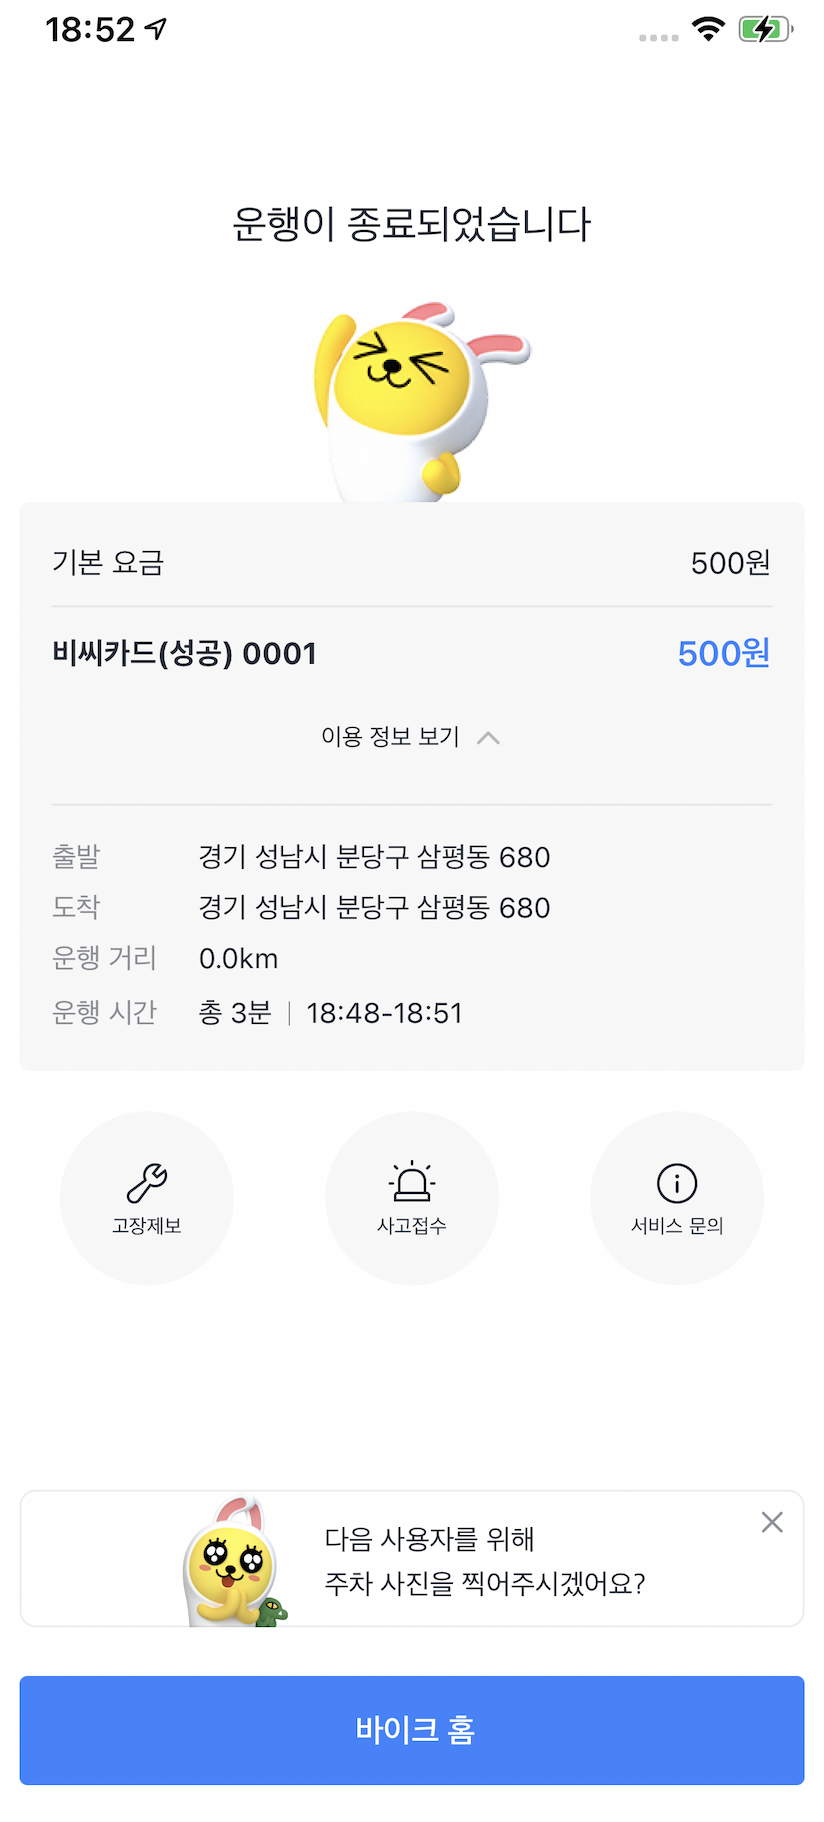 18:52
운행이 종료되었습니다
기본 요금 500원
비씨카드(성공) 0001 500원
이용 정보 보기
출발 경기 성남시 분당구 삼평동 680
도착 경기 성남시 분당구 삼평동 680
운행 거리 0.0km
운행 시간 총 3분 | 18:48-18:51
고장제보 사고접수 서비스 문의
다음 사용자를 위해
주차 사진을 찍어주시겠어요?
바이크 홈